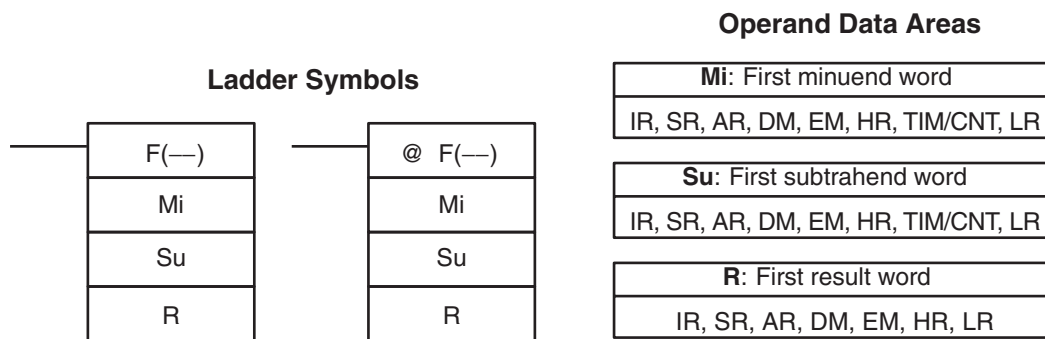 Operand Data Areas
Ladder Symbols
Mi: First minuend word
IR, SR, AR, DM, EM, HR, TIM/CNT, LR
Su: First subtrahend word
IR, SR, AR, DM, EM, HR, TIM/CNT, LR
R: First result word
IR, SR, AR, DM, EM, HR, LR
F(––)
Mi
Su
R
@ F(––)
Mi
Su
R